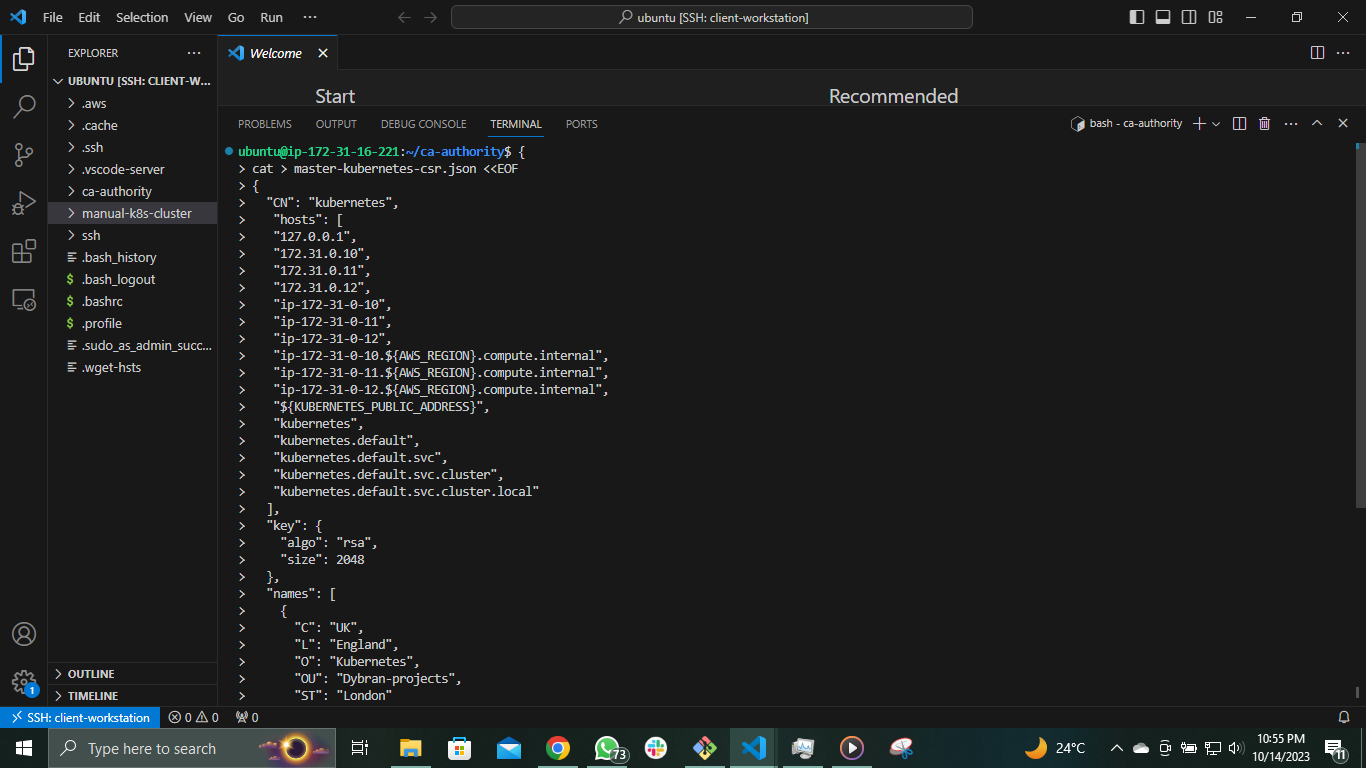 File Edit Selection View Go Run ···
ubuntu [SSH: client-workstation]
EXPLORER ···
UBUNTU [SSH: CLIENT-W...
.aws
.cache
.ssh
.vscode-server
ca-authority
manual-k8s-cluster
ssh
.bash_history
$ .bash_logout
$ .bashrc
$ .profile
.sudo_as_admin_succ...
.wget-hsts
OUTLINE
TIMELINE
Welcome
Start
Recommended
PROBLEMS OUTPUT DEBUG CONSOLE TERMINAL PORTS
bash - ca-authority
ubuntu@ip-172-31-16-221:~/ca-authority$ {
> cat > master-kubernetes-csr.json <<EOF
> {
>   "CN": "kubernetes",
>    "hosts": [
>    "127.0.0.1",
>    "172.31.0.10",
>    "172.31.0.11",
>    "172.31.0.12",
>    "ip-172-31-0-10",
>    "ip-172-31-0-11",
>    "ip-172-31-0-12",
>    "ip-172-31-0-10.${AWS_REGION}.compute.internal",
>    "ip-172-31-0-11.${AWS_REGION}.compute.internal",
>    "ip-172-31-0-12.${AWS_REGION}.compute.internal",
>    "${KUBERNETES_PUBLIC_ADDRESS}",
>    "kubernetes",
>    "kubernetes.default",
>    "kubernetes.default.svc",
>    "kubernetes.default.svc.cluster",
>    "kubernetes.default.svc.cluster.local"
>   ],
>   "key": {
>     "algo": "rsa",
>     "size": 2048
>   },
>   "names": [
>     {
>       "C": "UK",
>       "L": "England",
>       "O": "Kubernetes",
>       "OU": "Dybran-projects",
>       "ST": "London"
1
SSH: client-workstation 0 0 0
Type here to search
73
24°C
10:55 PM
10/14/2023
11